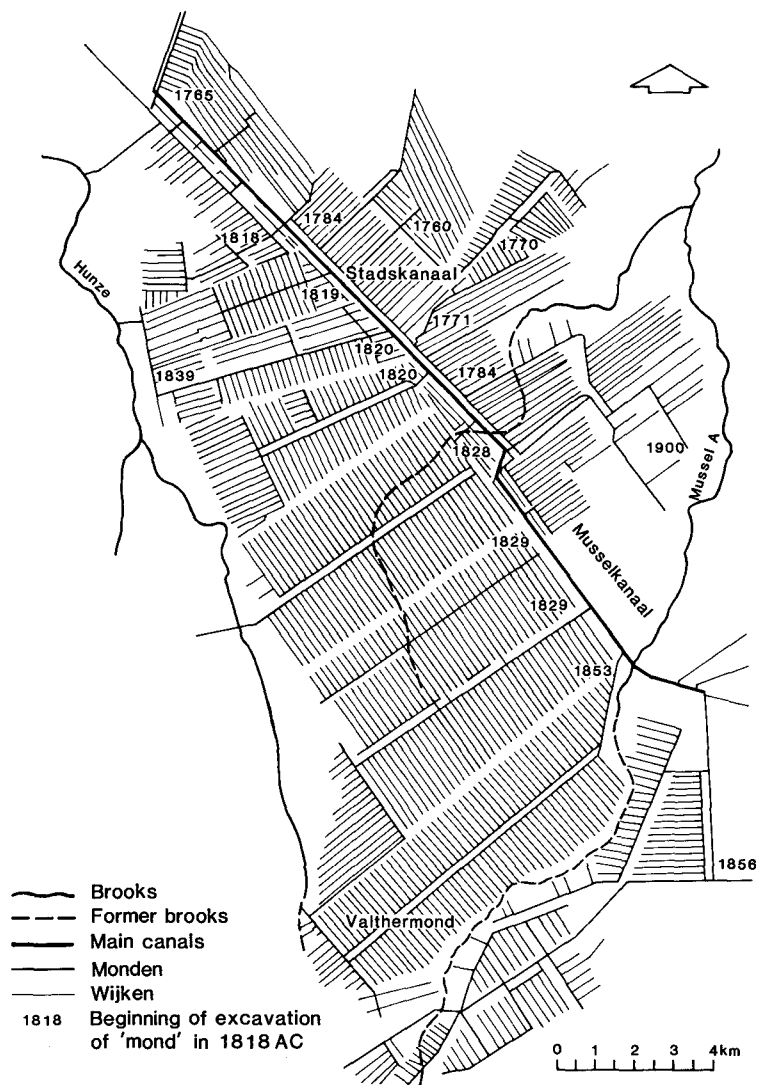 1765
1784
1760
1818
1770
Stadskanaal
Hunze
1819
1771
1820
1839
1820
1784
1828
1900
Mussel A
1829
Musselkanaal
1829
1853
1856
Valthermond
Brooks
Former brooks
Main canals
Monden
Wijken
1818 Beginning of excavation
of 'mond' in 1818 AC
0 1 2 3 4km